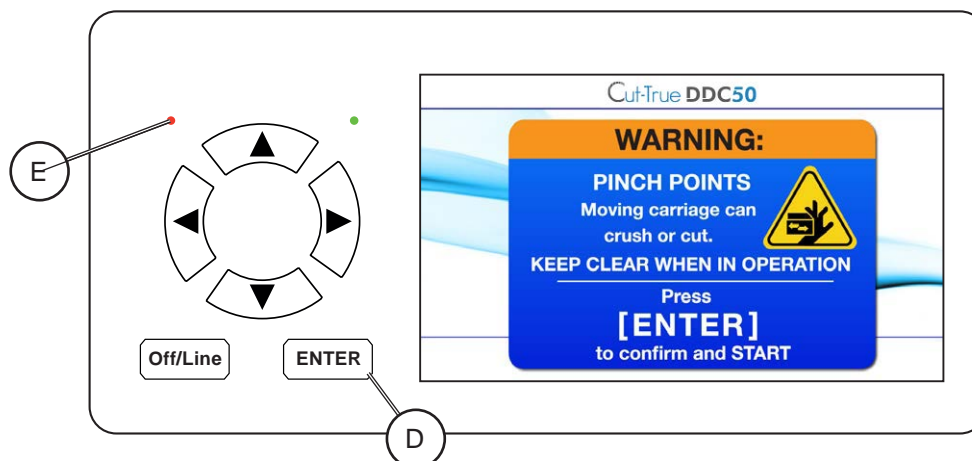 Cut-True DDC50
WARNING:
PINCH POINTS
Moving carriage can
crush or cut.
KEEP CLEAR WHEN IN OPERATION
Press
[ENTER]
to confirm and START
E
Off/Line
ENTER
D